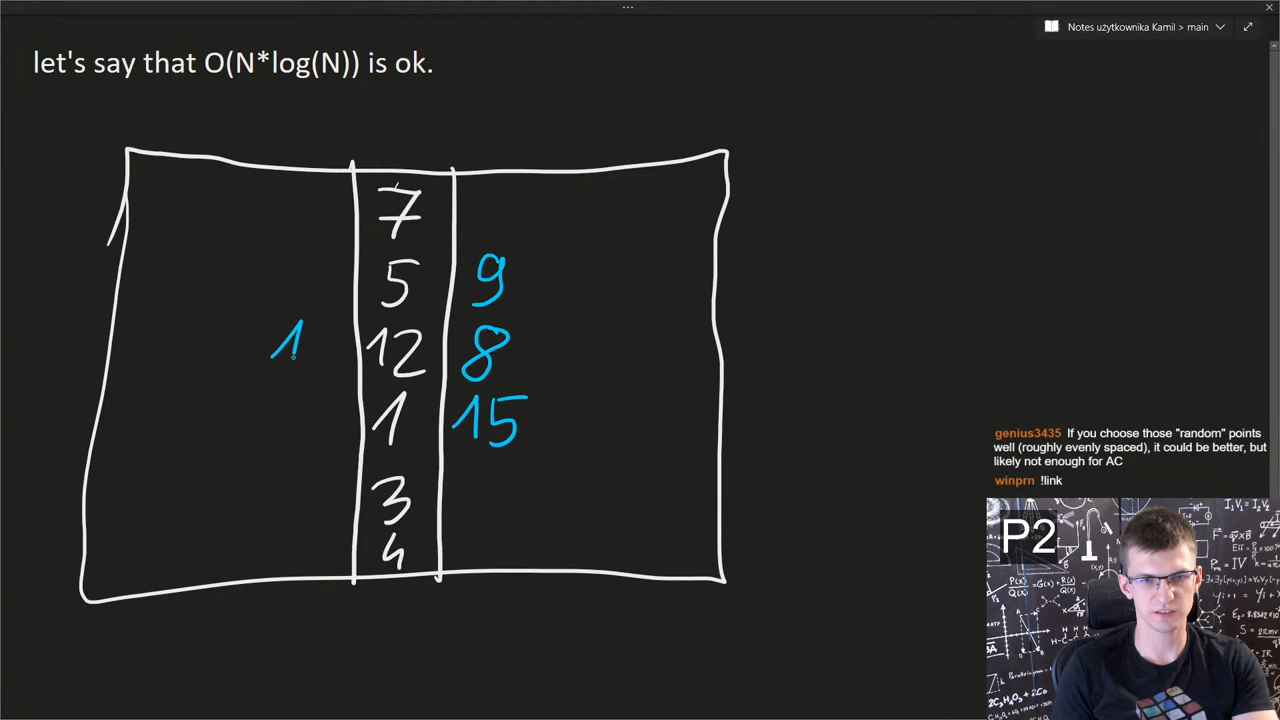 ...
Notes użytkownika Kamil > main
let's say that O(N*log(N)) is ok.
7
5 9
1 12 8
1 15
3
4
genius3435 If you choose those "random" points
well (roughly evenly spaced), it could be better, but
likely not enough for AC
winprn !link
P2